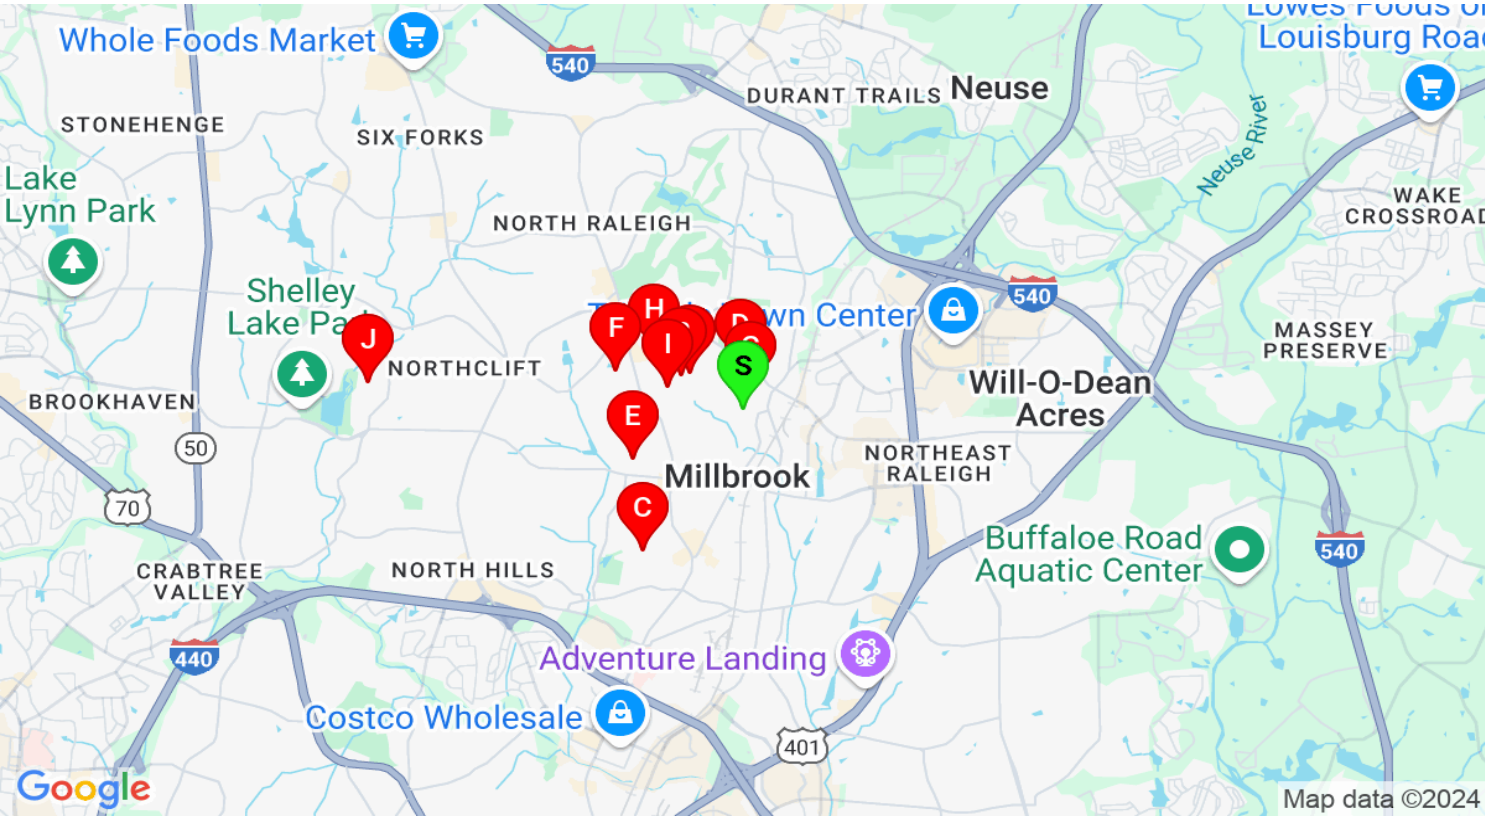 Lowes Foods of
Louisburg Road
Whole Foods Market
540
DURANT TRAILS
Neuse
STONEHENGE
SIX FORKS
Neuse River
Lake
Lynn Park
WAKE
CROSSROAD
NORTH RALEIGH
Shelley
Lake Pa
H
F
I
D
wn Center
540
J
S
MASSEY
PRESERVE
NORTHCLIFT
BROOKHAVEN
Will-O-Dean
Acres
E
50
NORTHEAST
RALEIGH
Millbrook
70
C
Buffaloe Road
Aquatic Center
540
CRABTREE
VALLEY
NORTH HILLS
440
Adventure Landing
Costco Wholesale
401
Google
Map data ©2024